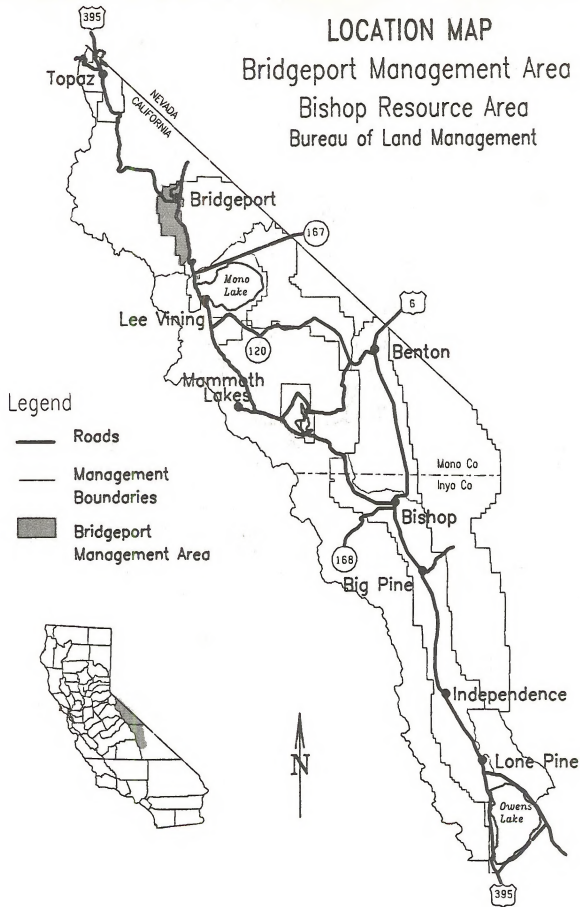 LOCATION MAP
Bridgeport Management Area
Bishop Resource Area
Bureau of Land Management
395
Topaz
NEVADA
CALIFORNIA
Bridgeport
167
Mono
Lake
Lee Vining
6
120
Benton
Mammoth
Lakes
Legend
Roads
Management
Boundaries
Bridgeport
Management Area
Mono Co
Inyo Co
Bishop
168
Big Pine
Independence
N
Lone Pine
Owens
Lake
395